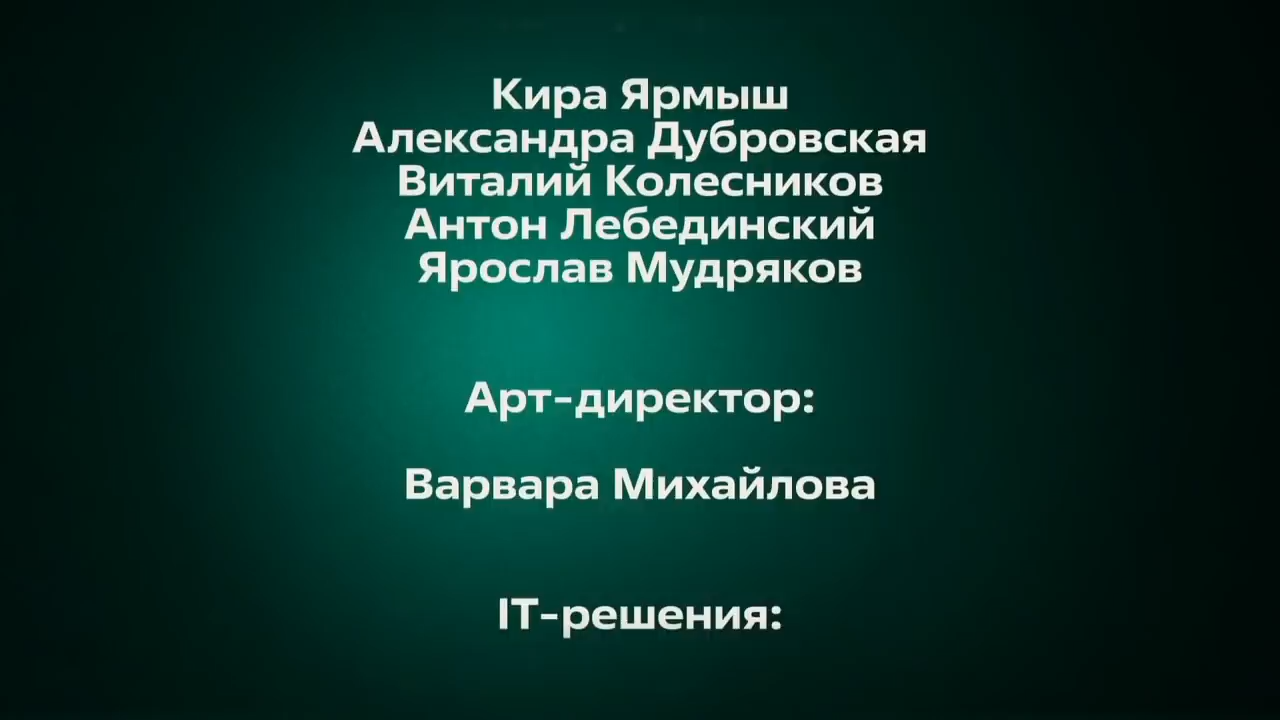 Кира Ярмыш
Александра Дубровская
Виталий Колесников
Антон Лебединский
Ярослав Мудряков
Арт-директор:
Варвара Михайлова
IT-решения: